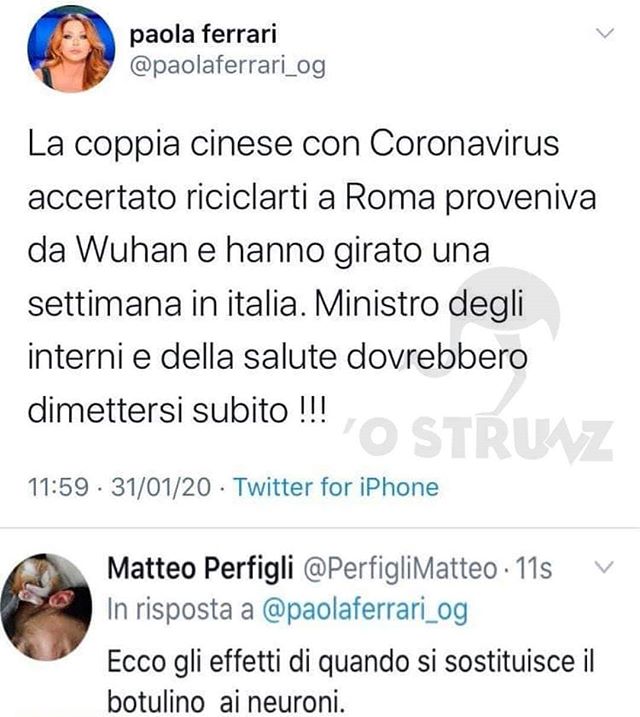 paola ferrari
@paolaferrari_og
La coppia cinese con Coronavirus
accertato riciclarti a Roma proveniva
da Wuhan e hanno girato una
settimana in italia. Ministro degli
interni e della salute dovrebbero
dimettersi subito !!!
'O STRUNZ
11:59 · 31/01/20 · Twitter for iPhone
Matteo Perfigli @PerfigliMatteo · 11s
In risposta a @paolaferrari_og
Ecco gli effetti di quando si sostituisce il
botulino ai neuroni.